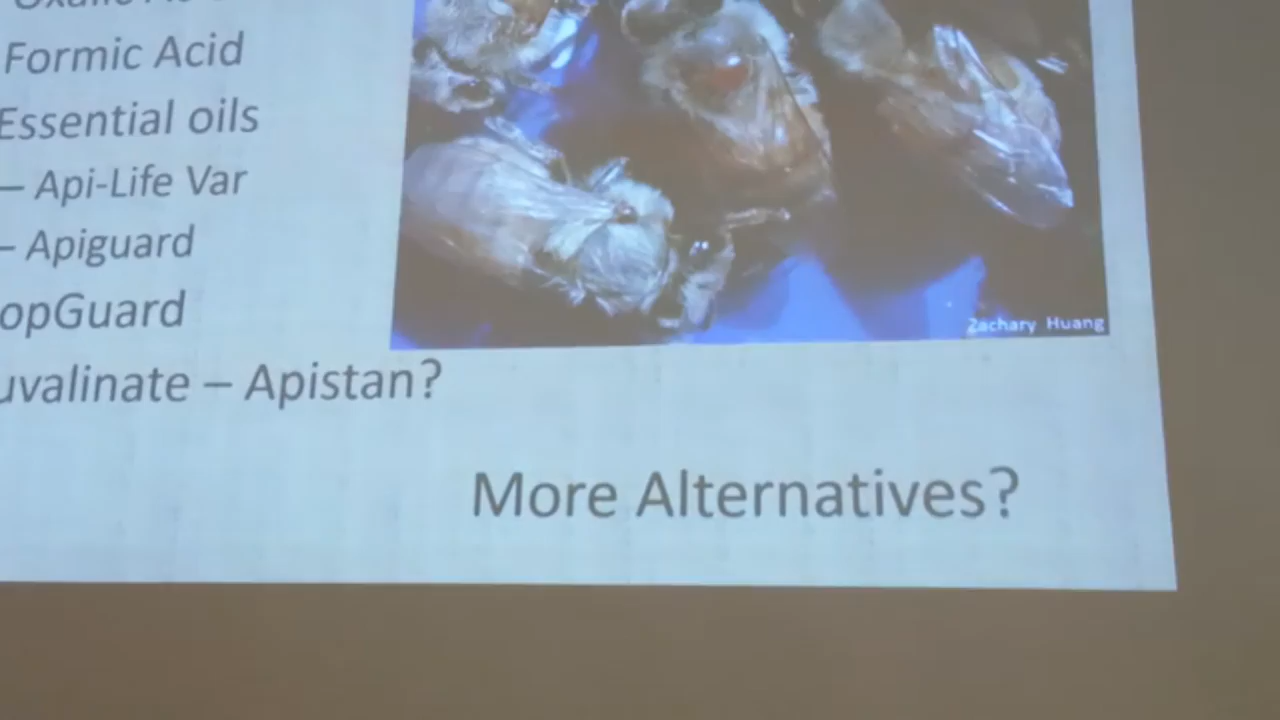 Formic Acid
Essential oils
– Api-Life Var
– Apiguard
opGuard
uvalinate – Apistan?
Zachary Huang
More Alternatives?